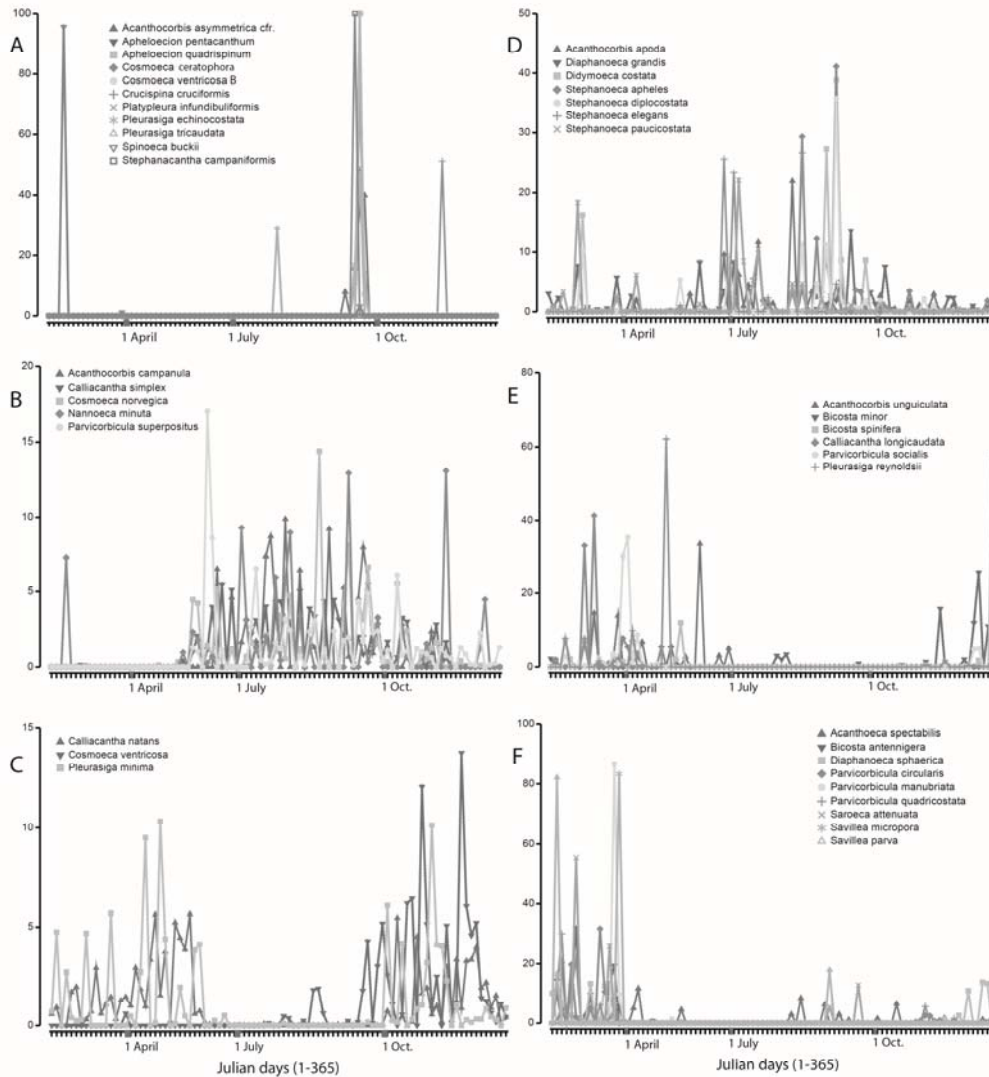 A
100
80
60
40
20
0
Acanthocorbis asymmetrica cfr.
Apheloecion pentacanthum
Apheloecion quadrispinum
Cosmoeca ceratophora
Cosmoeca ventricosa B
Crucispina cruciformis
Platypleura infundibuliformis
Pleurasiga echinocostata
Pleurasiga tricaudata
Spinoeca buckii
Stephanacantha campaniformis
1 April 1 July 1 Oct.
B
20
15
10
5
0
Acanthocorbis campanula
Calliacantha simplex
Cosmoeca norvegica
Nannoeca minuta
Parvicorbicula superpositus
1 April 1 July 1 Oct.
C
15
10
5
0
Calliacantha natans
Cosmoeca ventricosa
Pleurasiga minima
1 April 1 July 1 Oct.
Julian days (1-365)
D
50
40
30
20
10
0
Acanthocorbis apoda
Diaphanoeca grandis
Didymoeca costata
Stephanoeca apheles
Stephanoeca diplocostata
Stephanoeca elegans
Stephanoeca paucicostata
1 April 1 July 1 Oct.
E
80
60
40
20
0
Acanthocorbis unguiculata
Bicosta minor
Bicosta spinifera
Calliacantha longicaudata
Parvicorbicula socialis
Pleurasiga reynoldsii
1 April 1 July 1 Oct.
F
100
80
60
40
20
0
Acanthoeca spectabilis
Bicosta antennigera
Diaphanoeca sphaerica
Parvicorbicula circularis
Parvicorbicula manubriata
Parvicorbicula quadricostata
Saroeca attenuata
Savillea micropora
Savillea parva
1 April 1 July 1 Oct.
Julian days (1-365)